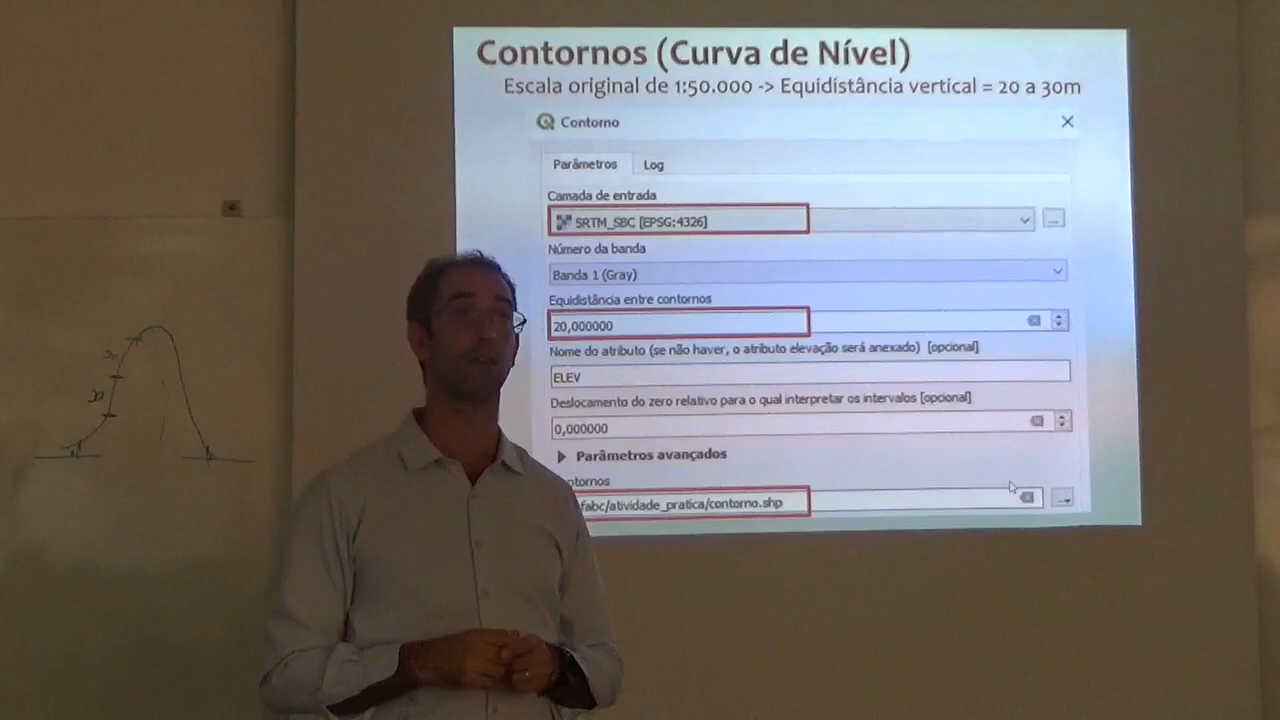 Contornos (Curva de Nível)
Escala original de 1:50.000 -> Equidistância vertical = 20 a 30m
Contorno
Parâmetros Log
Camada de entrada
SRTM_SBC [EPSG:4326]
...
Número da banda
Banda 1 (Gray)
Equidistância entre contornos
20,000000
Nome do atributo (se não haver, o atributo elevação será anexado) [opcional]
ELEV
Deslocamento do zero relativo para o qual interpretar os intervalos [opcional]
0,000000
Parâmetros avançados
ntornos
fabc/atividade_pratica/contorno.shp